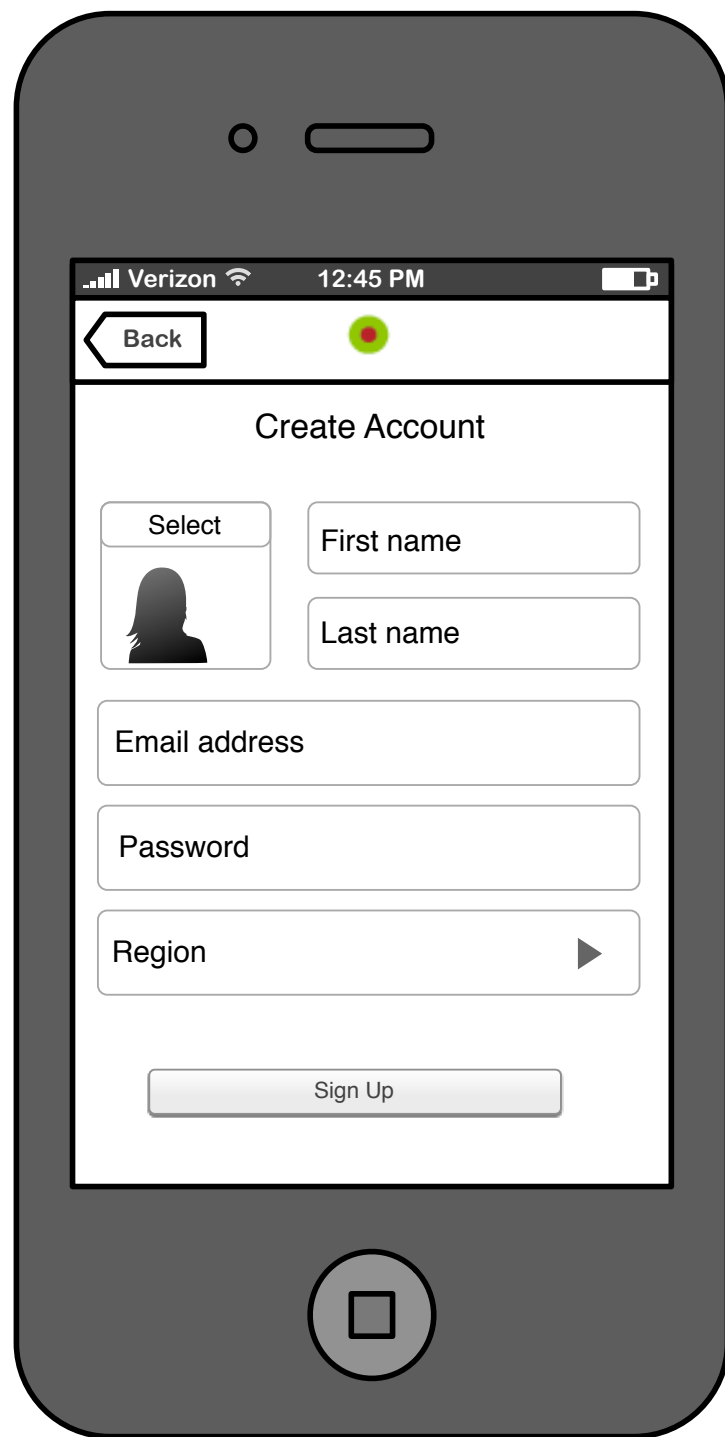 Verizon 12:45 PM
Back
Create Account
Select
First name
Last name
Email address
Password
Region
Sign Up